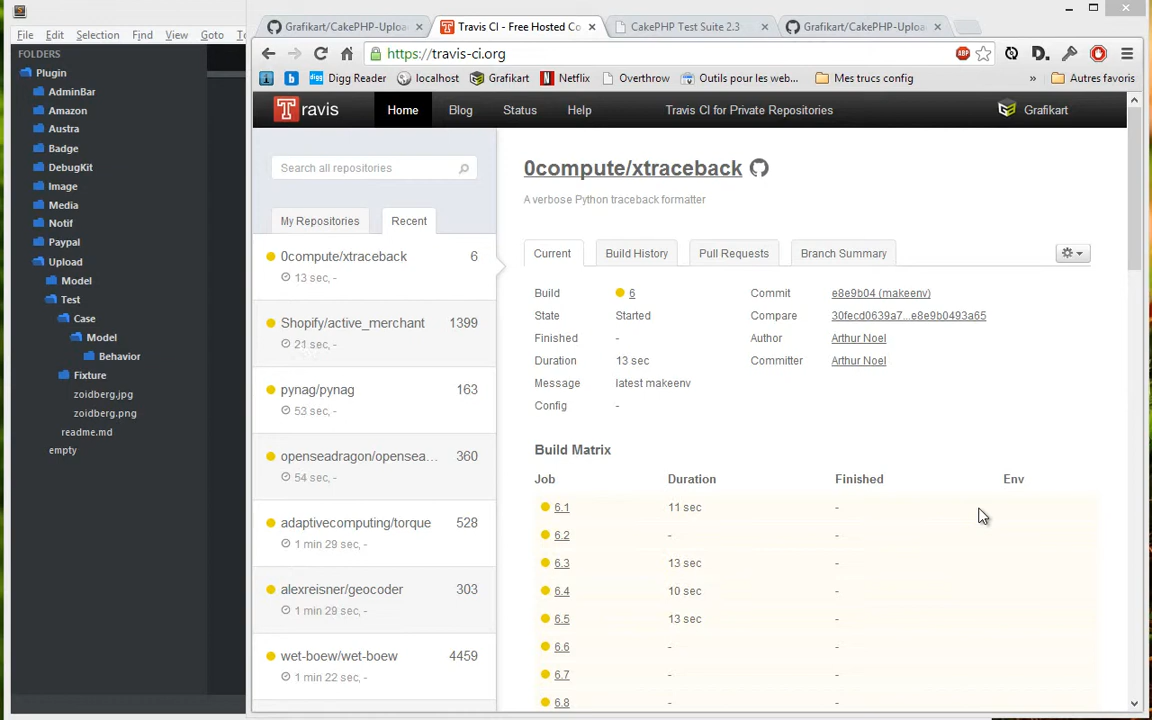 File Edit Selection Find View Goto
FOLDERS
Plugin
AdminBar
Amazon
Austra
Badge
DebugKit
Image
Media
Notif
Paypal
Upload
Model
Test
Case
Model
Behavior
Fixture
zoidberg.jpg
zoidberg.png
readme.md
empty
Grafikart/CakePHP-Uploa × Travis CI - Free Hosted Co × CakePHP Test Suite 2.3 × Grafikart/CakePHP-Uploa ×
https://travis-ci.org
Digg Reader localhost Grafikart Netflix Overthrow Outils pour les web... Mes trucs config » Autres favoris
Travis Home Blog Status Help Travis CI for Private Repositories Grafikart
Search all repositories
My Repositories Recent
0compute/xtraceback 6
13 sec, -
Shopify/active_merchant 1399
21 sec, -
pynag/pynag 163
53 sec, -
openseadragon/opensea... 360
54 sec, -
adaptivecomputing/torque 528
1 min 29 sec, -
alexreisner/geocoder 303
1 min 29 sec, -
wet-boew/wet-boew 4459
1 min 22 sec, -
0compute/xtraceback
A verbose Python traceback formatter
Current Build History Pull Requests Branch Summary
Build 6 Commit e8e9b04 (makeenv)
State Started Compare 30fecd0639a7...e8e9b0493a65
Finished - Author Arthur Noel
Duration 13 sec Committer Arthur Noel
Message latest makeenv
Config -
Build Matrix
Job Duration Finished Env
6.1 11 sec -
6.2 - -
6.3 13 sec -
6.4 10 sec -
6.5 13 sec -
6.6 - -
6.7 - -
6.8 - -